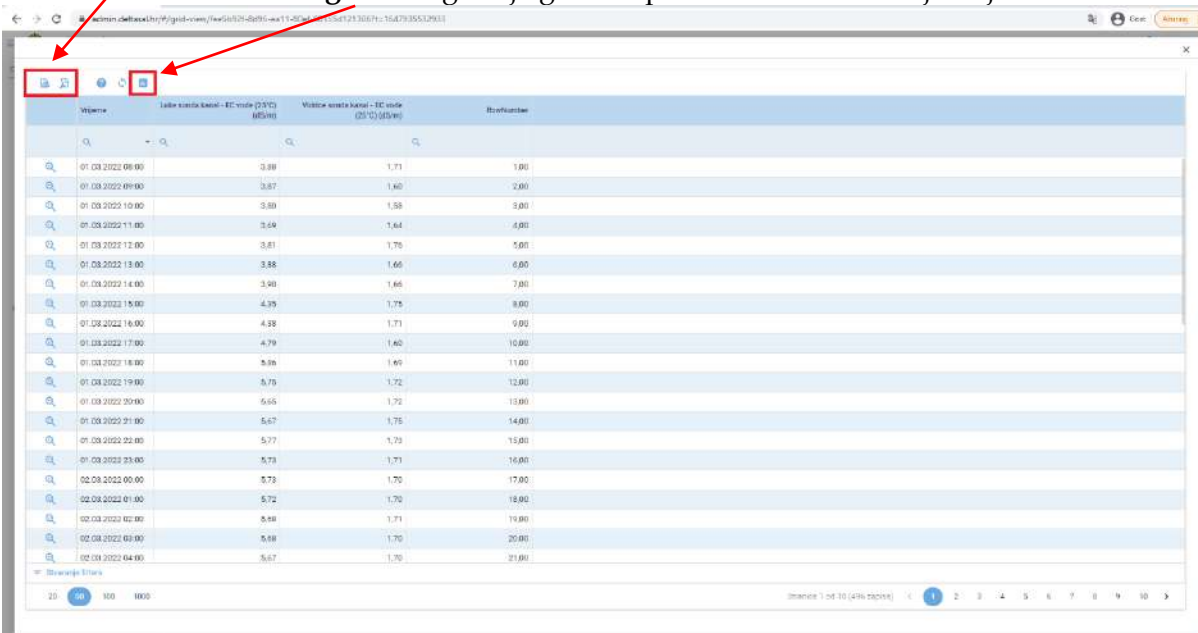 Vrijeme
Luke sonda kanal - EC vode (25°C) (dS/m)
Vidrice sonda kanal - EC vode (25°C) (dS/m)
RowNumber
01.03.2022 08:00 3,88 1,71 1,00
01.03.2022 09:00 3,87 1,60 2,00
01.03.2022 10:00 3,80 1,58 3,00
01.03.2022 11:00 3,69 1,64 4,00
01.03.2022 12:00 3,81 1,76 5,00
01.03.2022 13:00 3,88 1,66 6,00
01.03.2022 14:00 3,90 1,66 7,00
01.03.2022 15:00 4,35 1,75 8,00
01.03.2022 16:00 4,58 1,71 9,00
01.03.2022 17:00 4,79 1,60 10,00
01.03.2022 18:00 1,69 11,00
01.03.2022 19:00 5,75 1,72 12,00
01.03.2022 20:00 5,65 1,72 13,00
01.03.2022 21:00 5,67 1,75 14,00
01.03.2022 22:00 5,77 1,73 15,00
01.03.2022 23:00 5,73 1,71 16,00
02.03.2022 00:00 5,73 1,70 17,00
02.03.2022 01:00 5,72 1,70 18,00
02.03.2022 02:00 5,68 1,71 19,00
02.03.2022 03:00 5,68 1,70 20,00
02.03.2022 04:00 5,67 1,70 21,00
Stvaranje filtera
20 50 100 1000
Stranica 1 od 10 (496 zapisa) 1 2 3 4 5 6 7 8 9 10